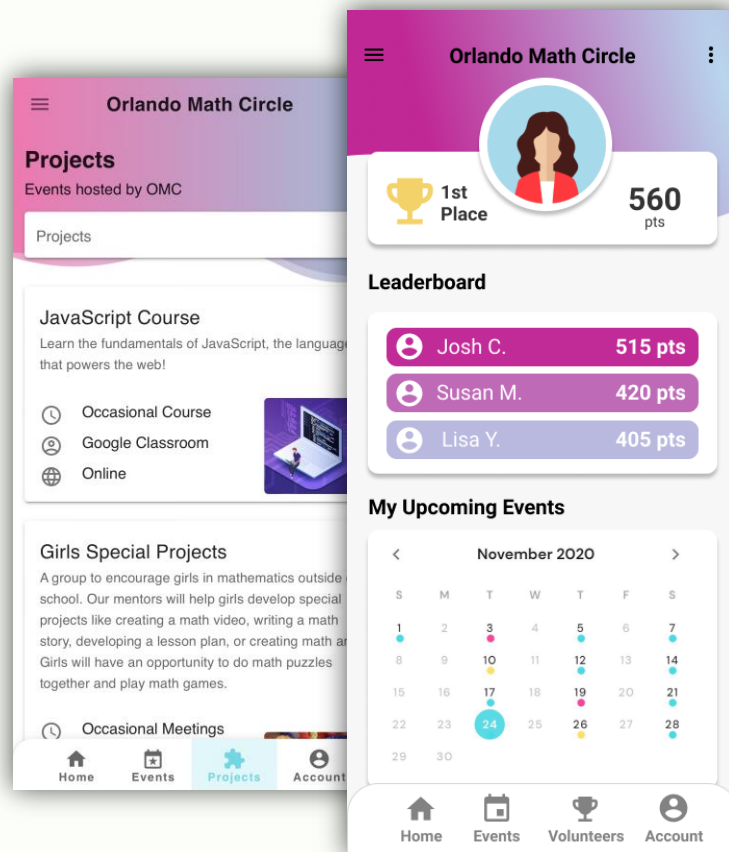 Orlando Math Circle
Projects
Events hosted by OMC
Projects
JavaScript Course
Learn the fundamentals of JavaScript, the language
that powers the web!
Occasional Course
Google Classroom
Online
Girls Special Projects
A group to encourage girls in mathematics outside
school. Our mentors will help girls develop special
projects like creating a math video, writing a math
story, developing a lesson plan, or creating math
Girls will have an opportunity to do math puzzles
together and play math games.
Occasional Meetings
Home Events Projects Account
Orlando Math Circle
1st
Place
560
pts
Leaderboard
Josh C. 515 pts
Susan M. 420 pts
Lisa Y. 405 pts
My Upcoming Events
November 2020
S M T W T F S
1 2 3 4 5 6 7
8 9 10 11 12 13 14
15 16 17 18 19 20 21
22 23 24 25 26 27 28
29 30
Home Events Volunteers Account